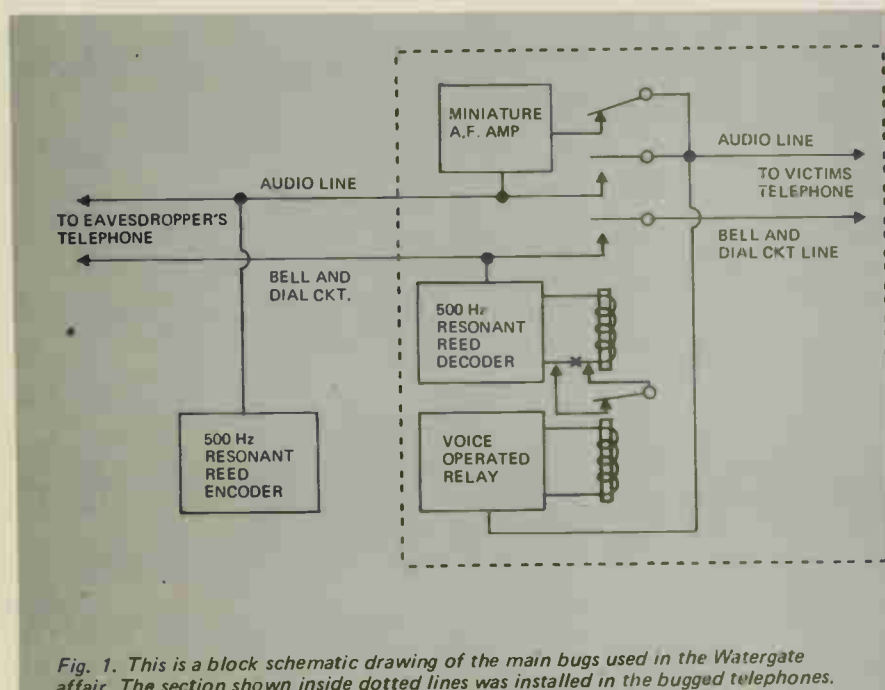 MINIATURE
A.F. AMP
AUDIO LINE
TO VICTIMS
TELEPHONE
AUDIO LINE
TO EAVESDROPPER'S
TELEPHONE
BELL AND
DIAL CKT LINE
BELL AND
DIAL CKT.
500 Hz
RESONANT
REED
DECODER
500 Hz
RESONANT
REED
ENCODER
VOICE
OPERATED
RELAY
Fig. 1. This is a block schematic drawing of the main bugs used in the Watergate
affair. The section shown inside dotted lines was installed in the bugged telephones.